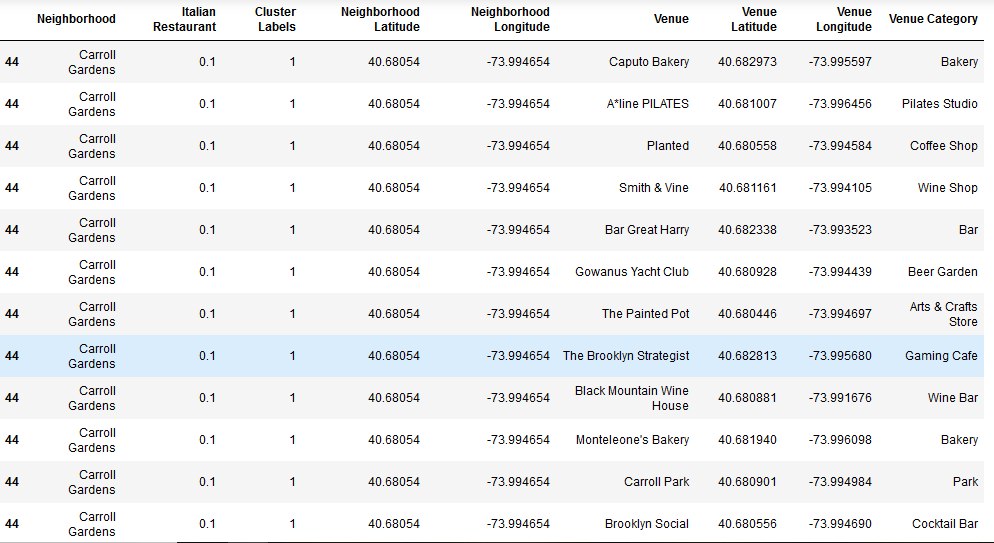 Neighborhood Italian Restaurant Cluster Labels Neighborhood Latitude Neighborhood Longitude Venue Venue Latitude Venue Longitude Venue Category
44 Carroll Gardens 0.1 1 40.68054 -73.994654 Caputo Bakery 40.682973 -73.995597 Bakery
44 Carroll Gardens 0.1 1 40.68054 -73.994654 A*line PILATES 40.681007 -73.996456 Pilates Studio
44 Carroll Gardens 0.1 1 40.68054 -73.994654 Planted 40.680558 -73.994584 Coffee Shop
44 Carroll Gardens 0.1 1 40.68054 -73.994654 Smith & Vine 40.681161 -73.994105 Wine Shop
44 Carroll Gardens 0.1 1 40.68054 -73.994654 Bar Great Harry 40.682338 -73.993523 Bar
44 Carroll Gardens 0.1 1 40.68054 -73.994654 Gowanus Yacht Club 40.680928 -73.994439 Beer Garden
44 Carroll Gardens 0.1 1 40.68054 -73.994654 The Painted Pot 40.680446 -73.994697 Arts & Crafts Store
44 Carroll Gardens 0.1 1 40.68054 -73.994654 The Brooklyn Strategist 40.682813 -73.995680 Gaming Cafe
44 Carroll Gardens 0.1 1 40.68054 -73.994654 Black Mountain Wine House 40.680881 -73.991676 Wine Bar
44 Carroll Gardens 0.1 1 40.68054 -73.994654 Monteleone's Bakery 40.681940 -73.996098 Bakery
44 Carroll Gardens 0.1 1 40.68054 -73.994654 Carroll Park 40.680901 -73.994984 Park
44 Carroll Gardens 0.1 1 40.68054 -73.994654 Brooklyn Social 40.680556 -73.994690 Cocktail Bar